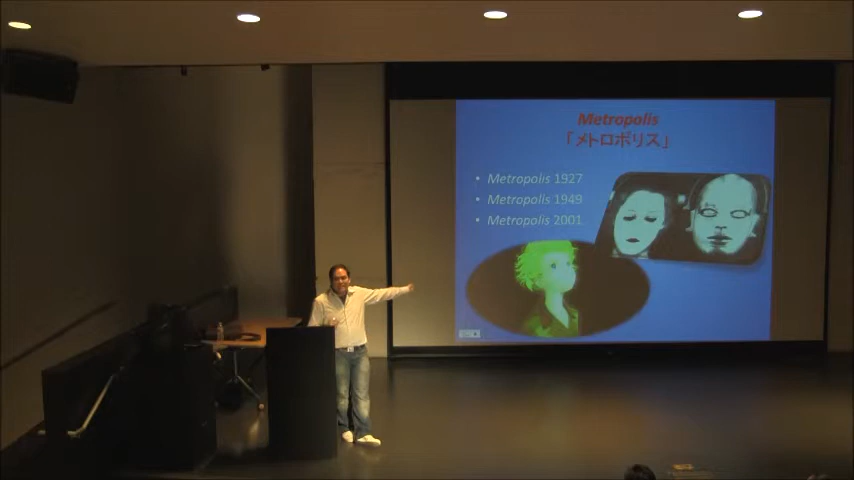 Metropolis
「メトロポリス」
• Metropolis 1927
• Metropolis 1949
• Metropolis 2001